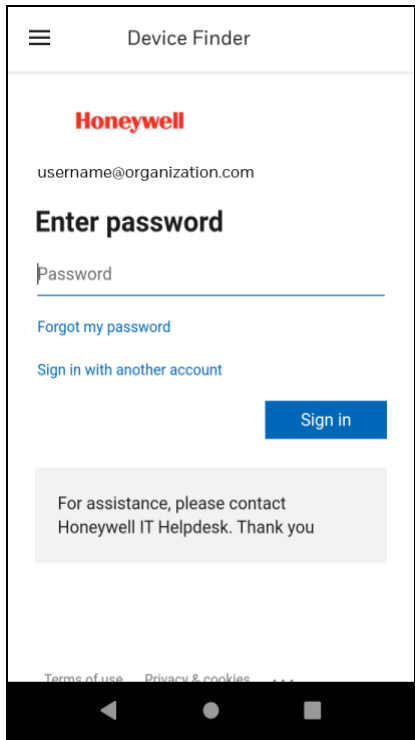 Device Finder
Honeywell
username@organization.com
Enter password
Password
Forgot my password
Sign in with another account
Sign in
For assistance, please contact
Honeywell IT Helpdesk. Thank you
Terms of use Privacy & cookies ...